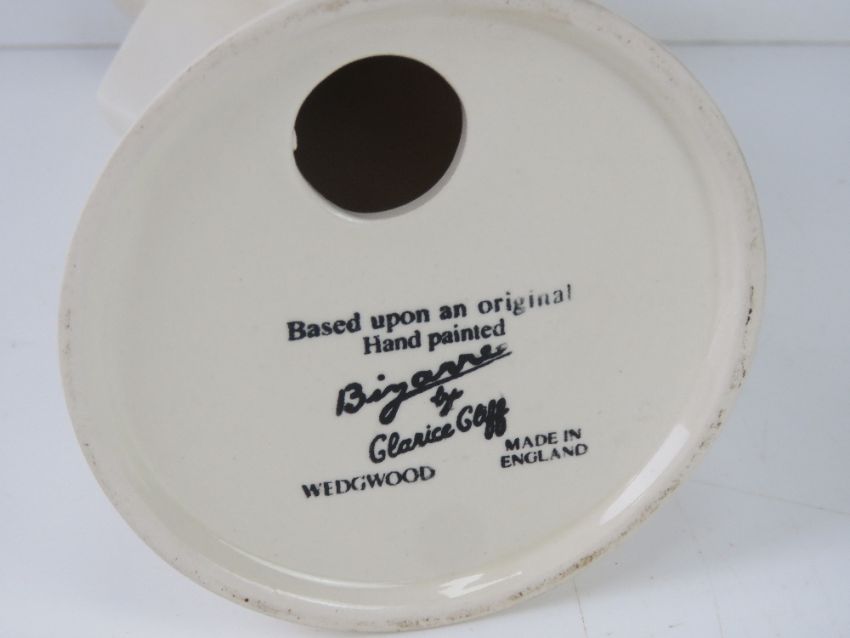 Based upon an original
Hand painted
Bizarre
by
Clarice Cliff
WEDGWOOD
MADE IN
ENGLAND